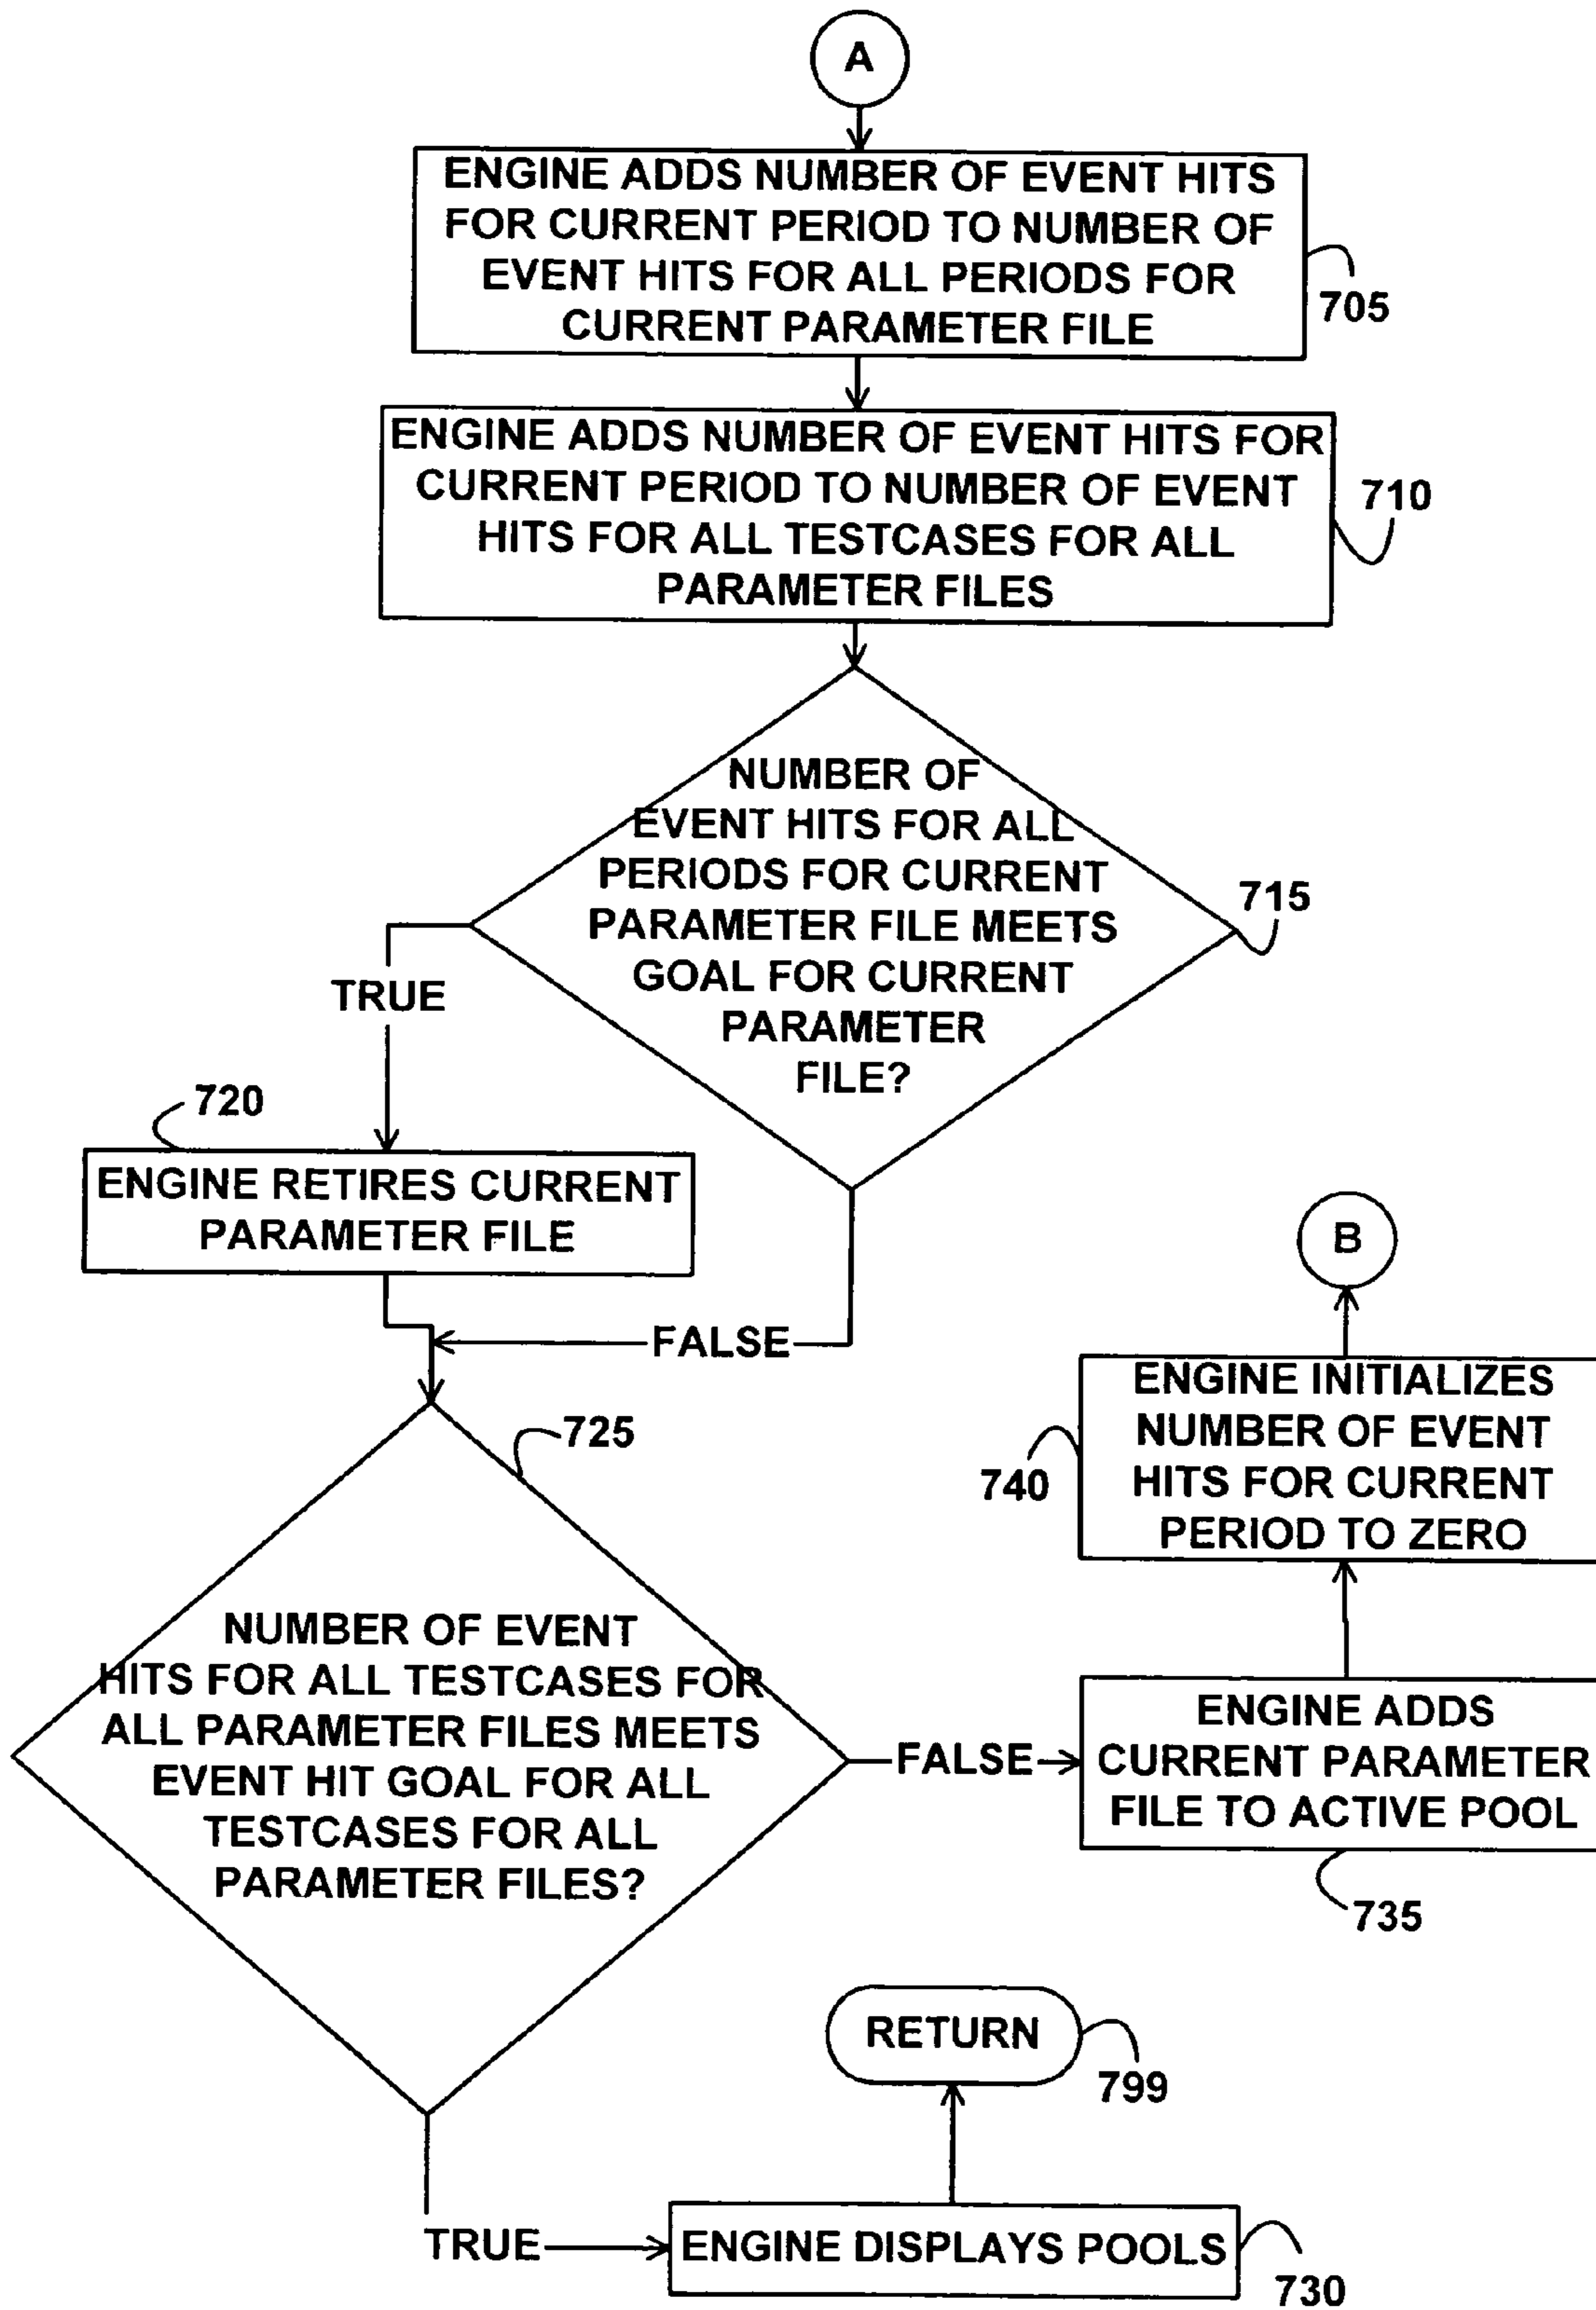 A
ENGINE ADDS NUMBER OF EVENT HITS
FOR CURRENT PERIOD TO NUMBER OF
EVENT HITS FOR ALL PERIODS FOR
CURRENT PARAMETER FILE
705
ENGINE ADDS NUMBER OF EVENT HITS FOR
CURRENT PERIOD TO NUMBER OF EVENT
HITS FOR ALL TESTCASES FOR ALL
PARAMETER FILES
710
NUMBER OF
EVENT HITS FOR ALL
PERIODS FOR CURRENT
PARAMETER FILE MEETS
GOAL FOR CURRENT
PARAMETER
FILE?
715
TRUE
720
ENGINE RETIRES CURRENT
PARAMETER FILE
FALSE
725
NUMBER OF EVENT
HITS FOR ALL TESTCASES FOR
ALL PARAMETER FILES MEETS
EVENT HIT GOAL FOR ALL
TESTCASES FOR ALL
PARAMETER FILES?
FALSE
B
ENGINE INITIALIZES
NUMBER OF EVENT
HITS FOR CURRENT
PERIOD TO ZERO
740
ENGINE ADDS
CURRENT PARAMETER
FILE TO ACTIVE POOL
735
RETURN
799
TRUE
ENGINE DISPLAYS POOLS
730